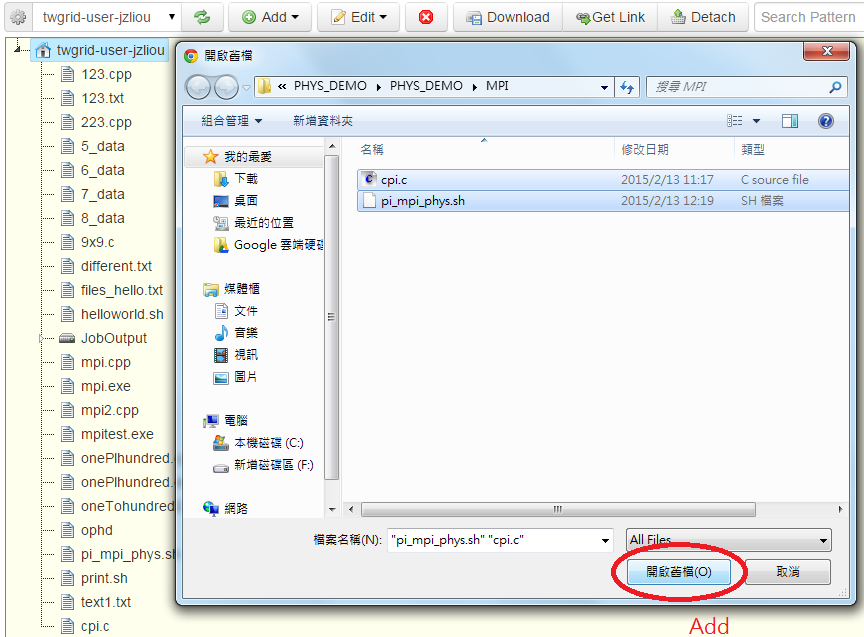 twgrid-user-jzliou
Add
Edit
Download
Get Link
Detach
Search Pattern
twgrid-user-jzliou
123.cpp
123.txt
223.cpp
5_data
6_data
7_data
8_data
9x9.c
different.txt
files_hello.txt
helloworld.sh
JobOutput
mpi.cpp
mpi.exe
mpi2.cpp
mpitest.exe
onePlhundred.
onePlhundred.
oneTohundred
ophd
pi_mpi_phys.sh
print.sh
text1.txt
cpi.c
開啟舊檔
« PHYS_DEMO ▸ PHYS_DEMO ▸ MPI
搜尋 MPI
組合管理
新增資料夾
我的最愛
下載
桌面
最近的位置
Google 雲端硬碟
媒體櫃
文件
音樂
視訊
圖片
電腦
本機磁碟 (C:)
新增磁碟區 (F:)
網路
名稱 修改日期 類型
cpi.c 2015/2/13 11:17 C source file
pi_mpi_phys.sh 2015/2/13 12:19 SH 檔案
檔案名稱(N): "pi_mpi_phys.sh" "cpi.c"
All Files
開啟舊檔(O)
取消
Add